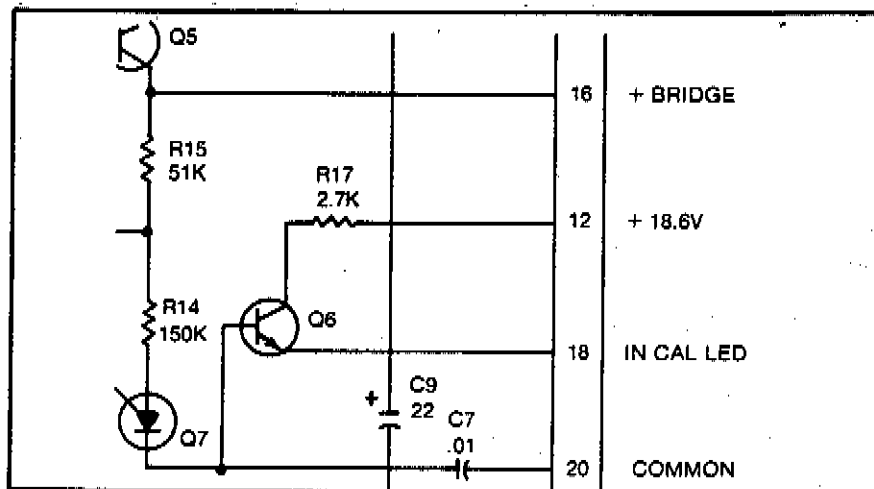 Q5
16 + BRIDGE
R15
51K
R17
2.7K
12 + 18.6V
R14
150K
Q6
18 IN CAL LED
+ C9
22
C7
.01
Q7
20 COMMON